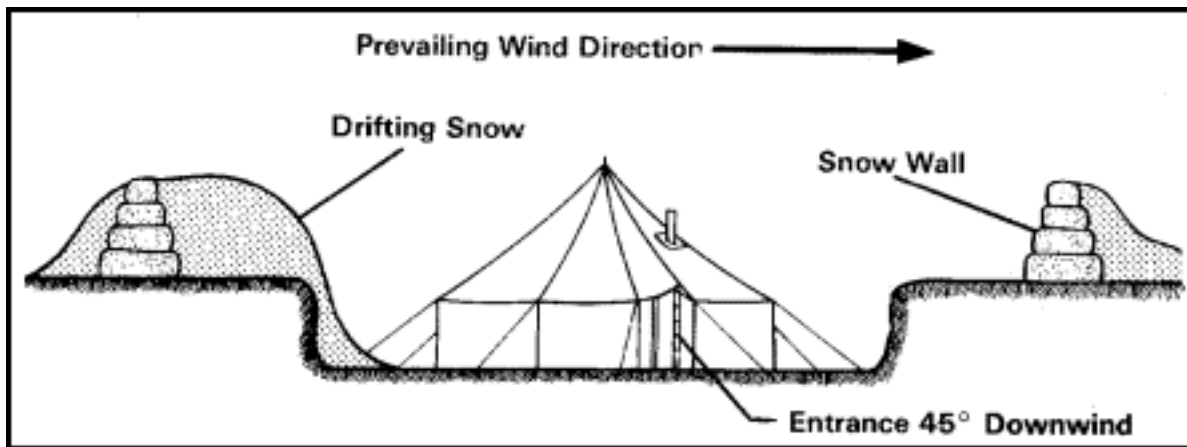 Prevailing Wind Direction
Drifting Snow
Snow Wall
Entrance 45° Downwind